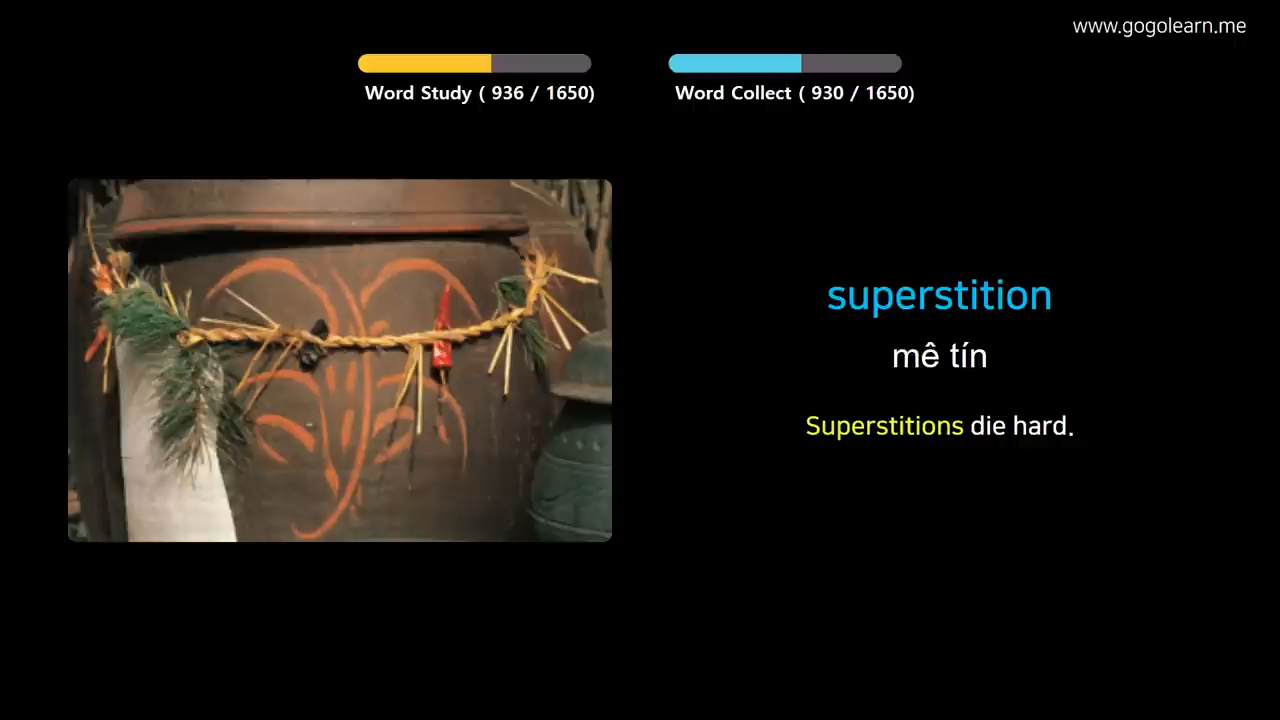 www.gogolearn.me
Word Study ( 936 / 1650)
Word Collect ( 930 / 1650)
superstition
mê tín
Superstitions die hard.